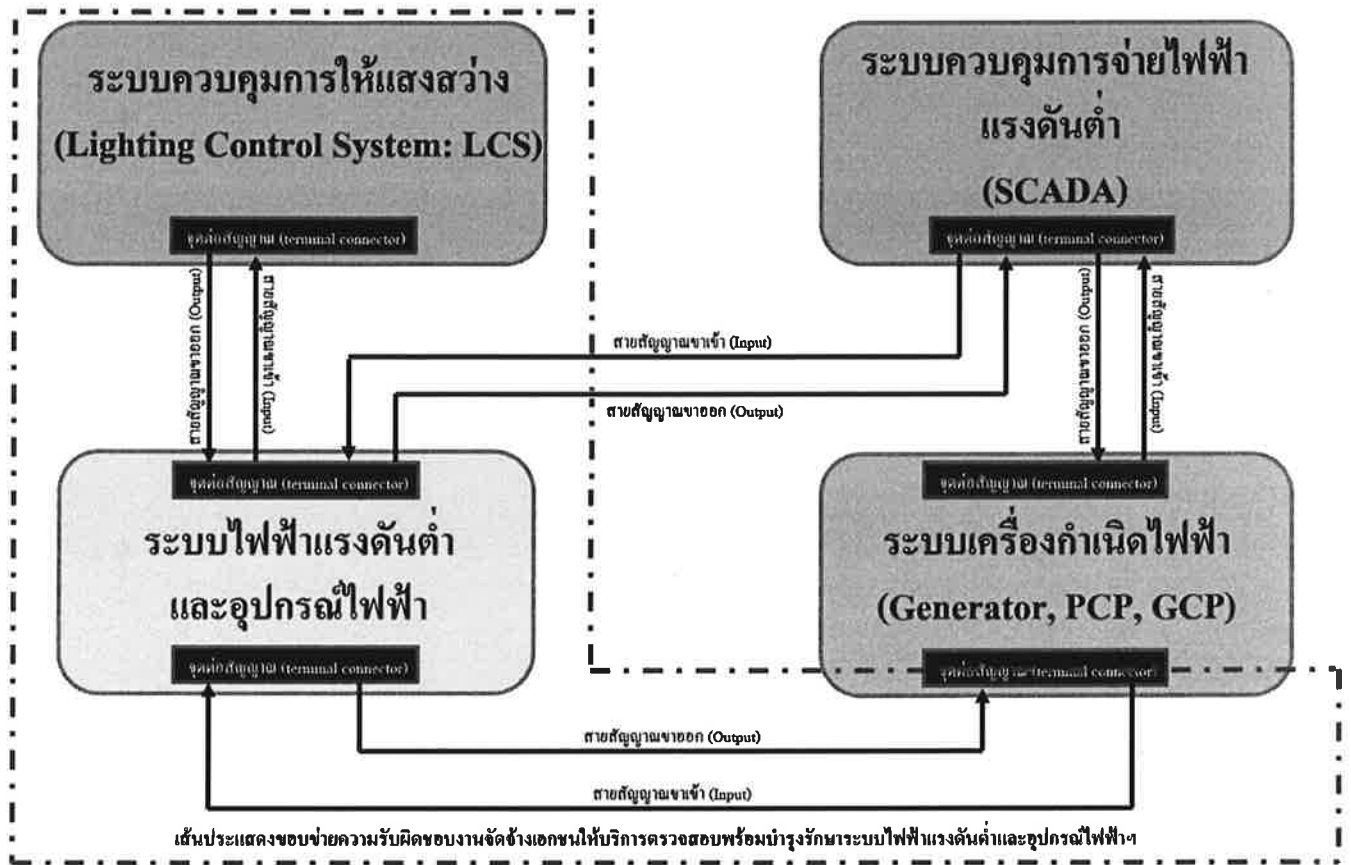 ระบบควบคุมการให้แสงสว่าง
(Lighting Control System: LCS)
จุดต่อสัญญาณ (terminal connector)
ระบบควบคุมการจ่ายไฟฟ้า
แรงดันต่ำ
(SCADA)
จุดต่อสัญญาณ (terminal connector)
สายสัญญาณขาออก (Output)
สายสัญญาณขาเข้า (Input)
สายสัญญาณขาเข้า (Input)
สายสัญญาณขาออก (Output)
สายสัญญาณขาออก (Output)
สายสัญญาณขาเข้า (Input)
จุดต่อสัญญาณ (terminal connector)
ระบบไฟฟ้าแรงดันต่ำ
และอุปกรณ์ไฟฟ้า
จุดต่อสัญญาณ (terminal connector)
จุดต่อสัญญาณ (terminal connector)
ระบบเครื่องกำเนิดไฟฟ้า
(Generator, PCP, GCP)
จุดต่อสัญญาณ (terminal connector)
สายสัญญาณขาออก (Output)
สายสัญญาณขาเข้า (Input)
เส้นประแสดงขอบข่ายความรับผิดชอบงานจัดจ้างเอกชนให้บริการตรวจสอบพร้อมบำรุงรักษาระบบไฟฟ้าแรงดันต่ำและอุปกรณ์ไฟฟ้าฯ